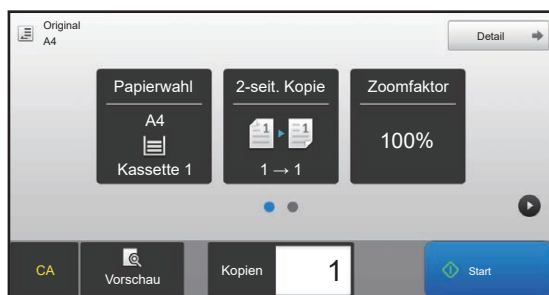 Original
A4
Detail
Papierwahl
A4
Kassette 1
2-seit. Kopie
1 1
1 → 1
Zoomfaktor
100%
CA
Vorschau
Kopien
1
Start